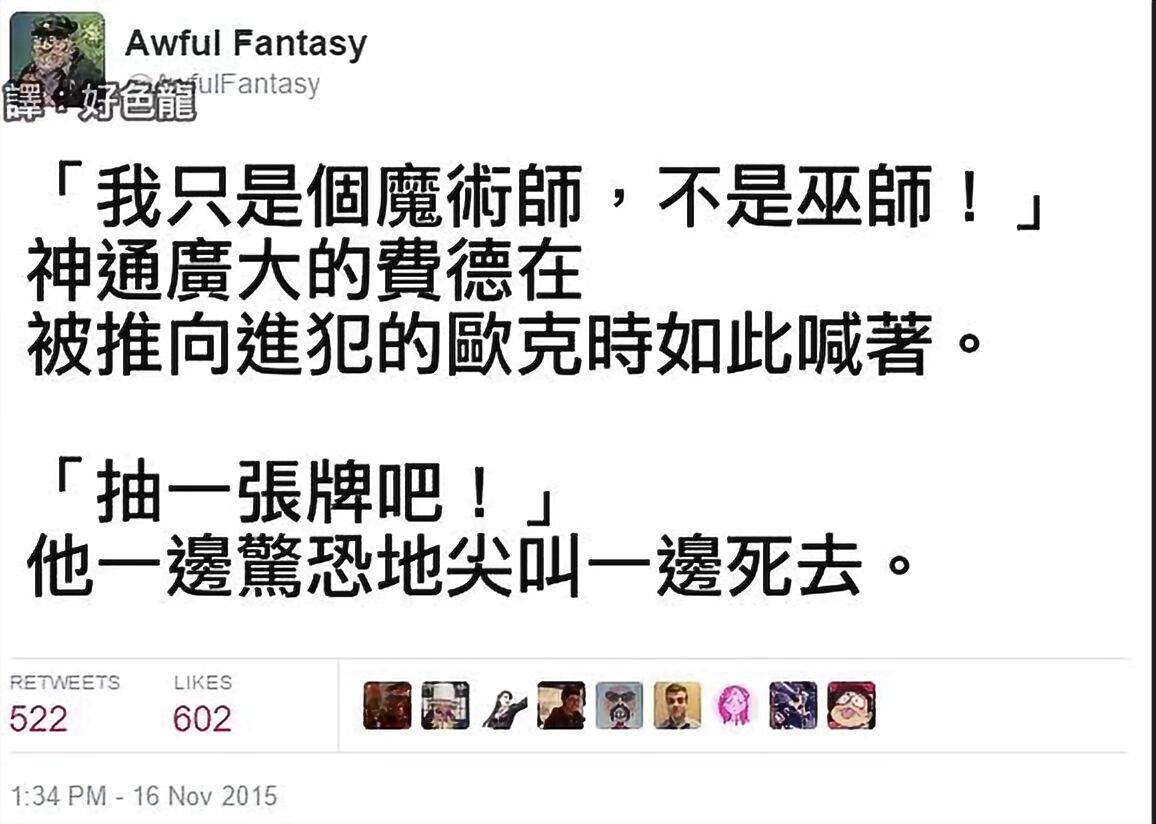 Awful Fantasy
@AwfulFantasy
譯：好色龍
「我只是個魔術師，不是巫師！」
神通廣大的費德在
被推向進犯的歐克時如此喊著。
「抽一張牌吧！」
他一邊驚恐地尖叫一邊死去。
RETWEETS LIKES
522 602
1:34 PM - 16 Nov 2015